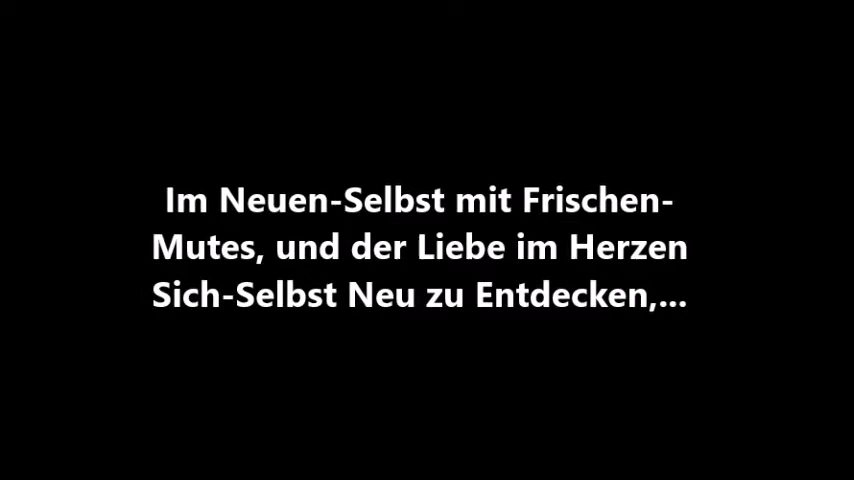 Im Neuen-Selbst mit Frischen-
Mutes, und der Liebe im Herzen
Sich-Selbst Neu zu Entdecken,...